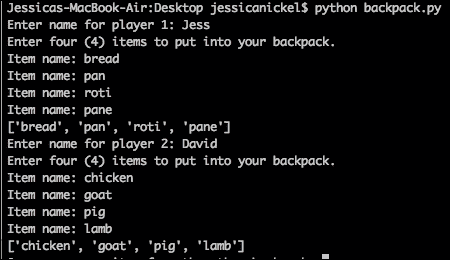 Jessicas-MacBook-Air:Desktop jessicanickel$ python backpack.py
Enter name for player 1: Jess
Enter four (4) items to put into your backpack.
Item name: bread
Item name: pan
Item name: roti
Item name: pane
['bread', 'pan', 'roti', 'pane']
Enter name for player 2: David
Enter four (4) items to put into your backpack.
Item name: chicken
Item name: goat
Item name: pig
Item name: lamb
['chicken', 'goat', 'pig', 'lamb']